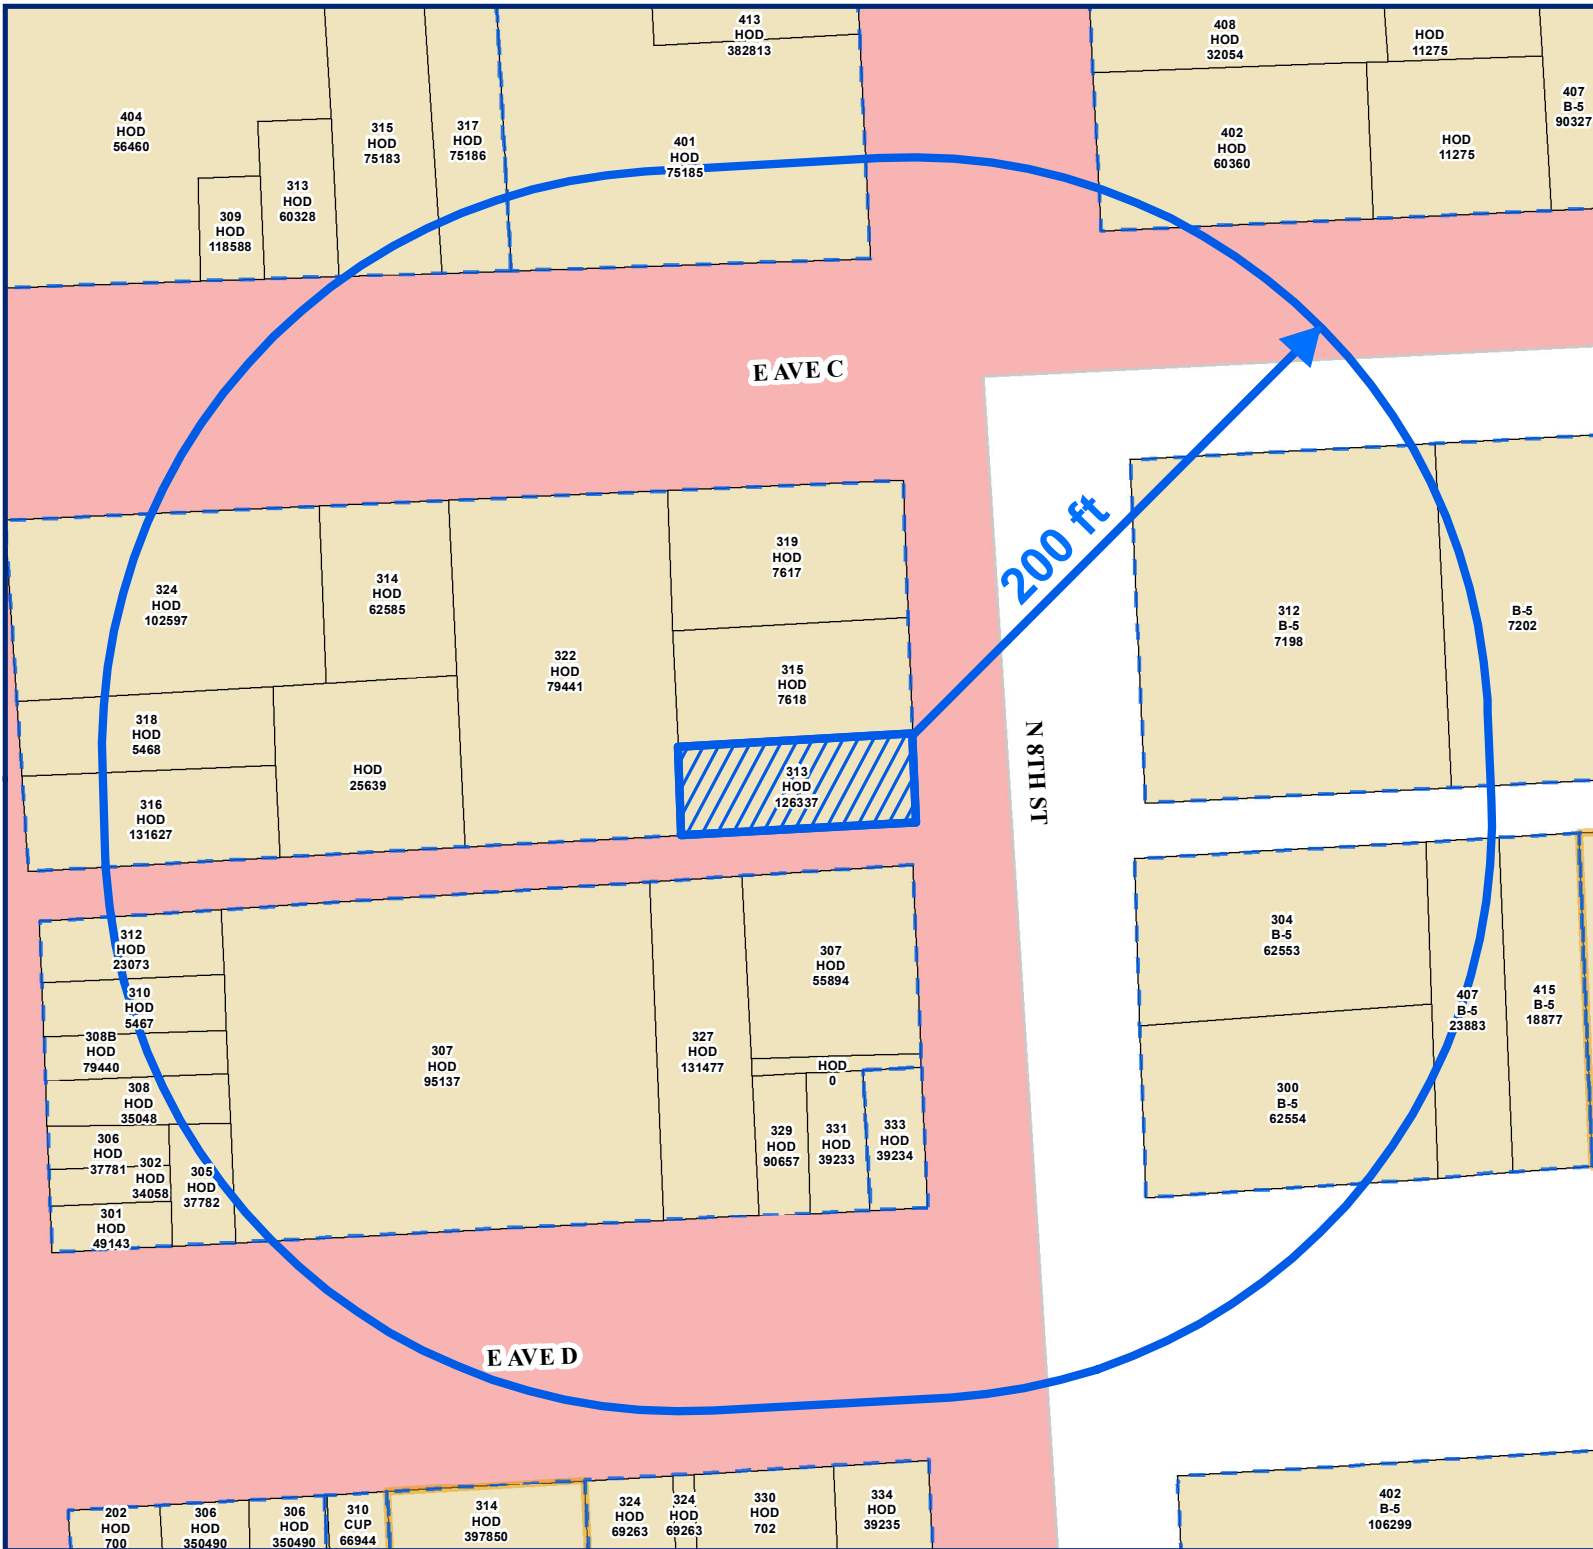 413
HOD
382813
408
HOD
32054
HOD
11275
407
B-5
90327
404
HOD
56460
315
HOD
75183
317
HOD
75186
401
HOD
75185
402
HOD
60360
HOD
11275
313
HOD
60328
309
HOD
118588
E AVE C
319
HOD
7617
200 ft
324
HOD
102597
314
HOD
62585
312
B-5
7198
B-5
7202
322
HOD
79441
315
HOD
7618
318
HOD
5468
N 8TH ST
HOD
25639
313
HOD
126337
316
HOD
131627
312
HOD
23073
307
HOD
55894
304
B-5
62553
310
HOD
5467
407
B-5
23883
415
B-5
18877
308B
HOD
79440
307
HOD
95137
327
HOD
131477
HOD
0
308
HOD
35048
300
B-5
62554
306
HOD
37781
302
HOD
34058
305
HOD
37782
329
HOD
90657
331
HOD
39233
333
HOD
39234
301
HOD
49143
E AVE D
202
HOD
700
306
HOD
350490
306
HOD
350490
310
CUP
66944
314
HOD
397850
324
HOD
69263
324
HOD
69263
330
HOD
702
334
HOD
39235
402
B-5
106299